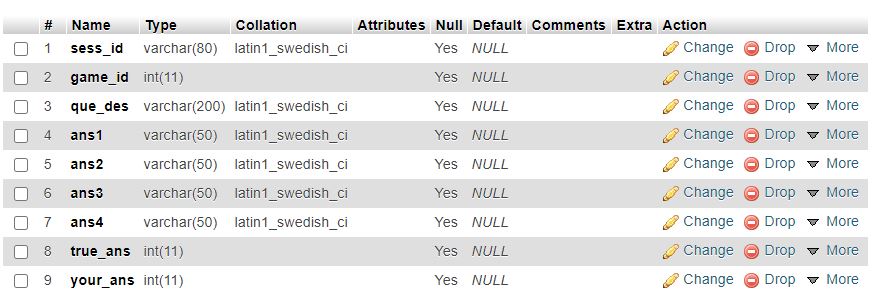 # Name Type Collation Attributes Null Default Comments Extra Action
1 sess_id varchar(80) latin1_swedish_ci Yes NULL Change Drop More
2 game_id int(11) Yes NULL Change Drop More
3 que_des varchar(200) latin1_swedish_ci Yes NULL Change Drop More
4 ans1 varchar(50) latin1_swedish_ci Yes NULL Change Drop More
5 ans2 varchar(50) latin1_swedish_ci Yes NULL Change Drop More
6 ans3 varchar(50) latin1_swedish_ci Yes NULL Change Drop More
7 ans4 varchar(50) latin1_swedish_ci Yes NULL Change Drop More
8 true_ans int(11) Yes NULL Change Drop More
9 your_ans int(11) Yes NULL Change Drop More